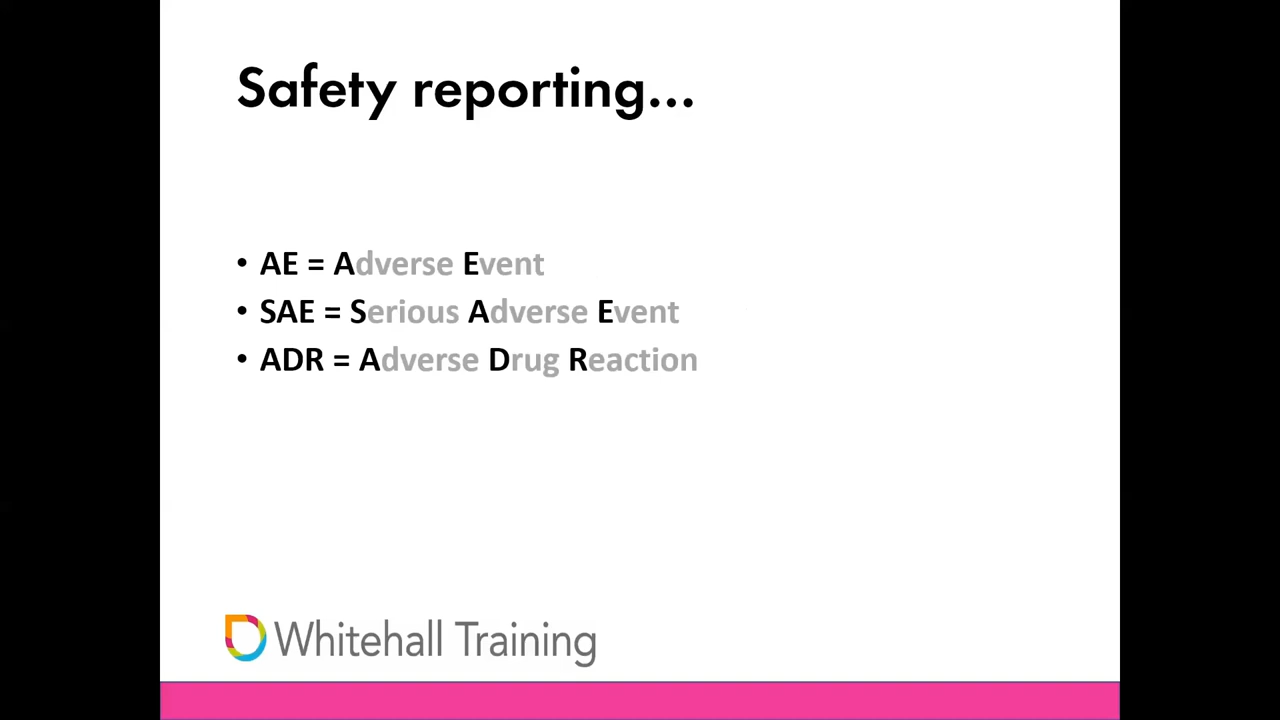 Safety reporting...
• AE = Adverse Event
• SAE = Serious Adverse Event
• ADR = Adverse Drug Reaction
Whitehall Training